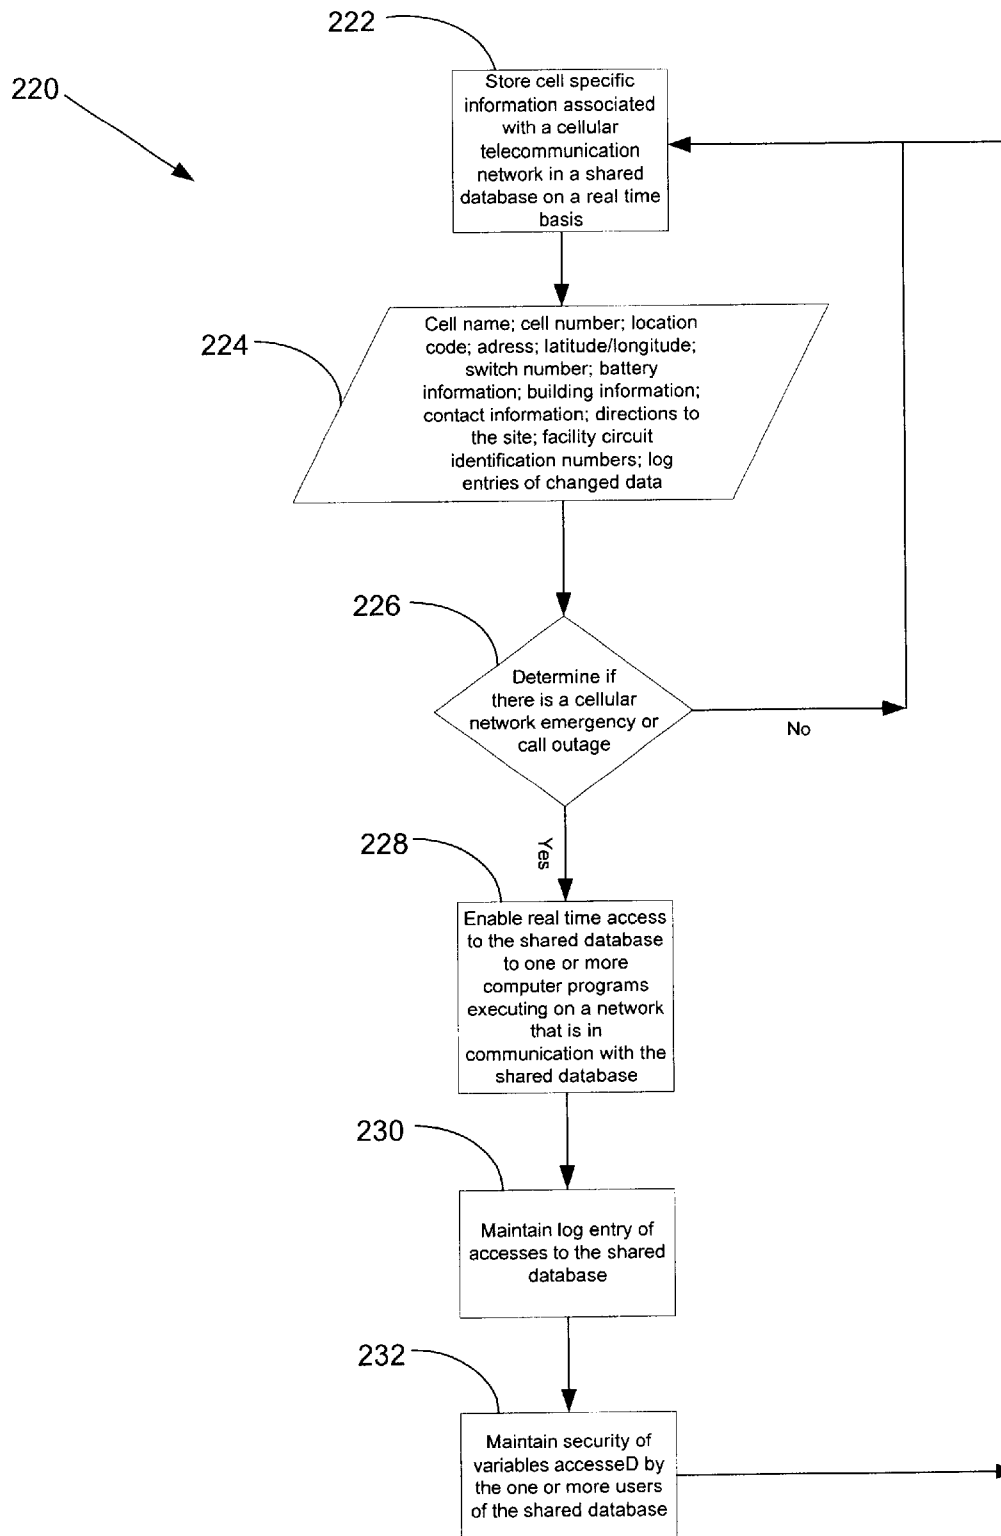 222
220
Store cell specific
information associated
with a cellular
telecommunication
network in a shared
database on a real time
basis
224
Cell name; cell number; location
code; adress; latitude/longitude;
switch number; battery
information; building information;
contact information; directions to
the site; facility circuit
identification numbers; log
entries of changed data
226
Determine if
there is a cellular
network emergency or
call outage
No
Yes
228
Enable real time access
to the shared database
to one or more
computer programs
executing on a network
that is in
communication with the
shared database
230
Maintain log entry of
accesses to the shared
database
232
Maintain security of
variables accesseD by
the one or more users
of the shared database